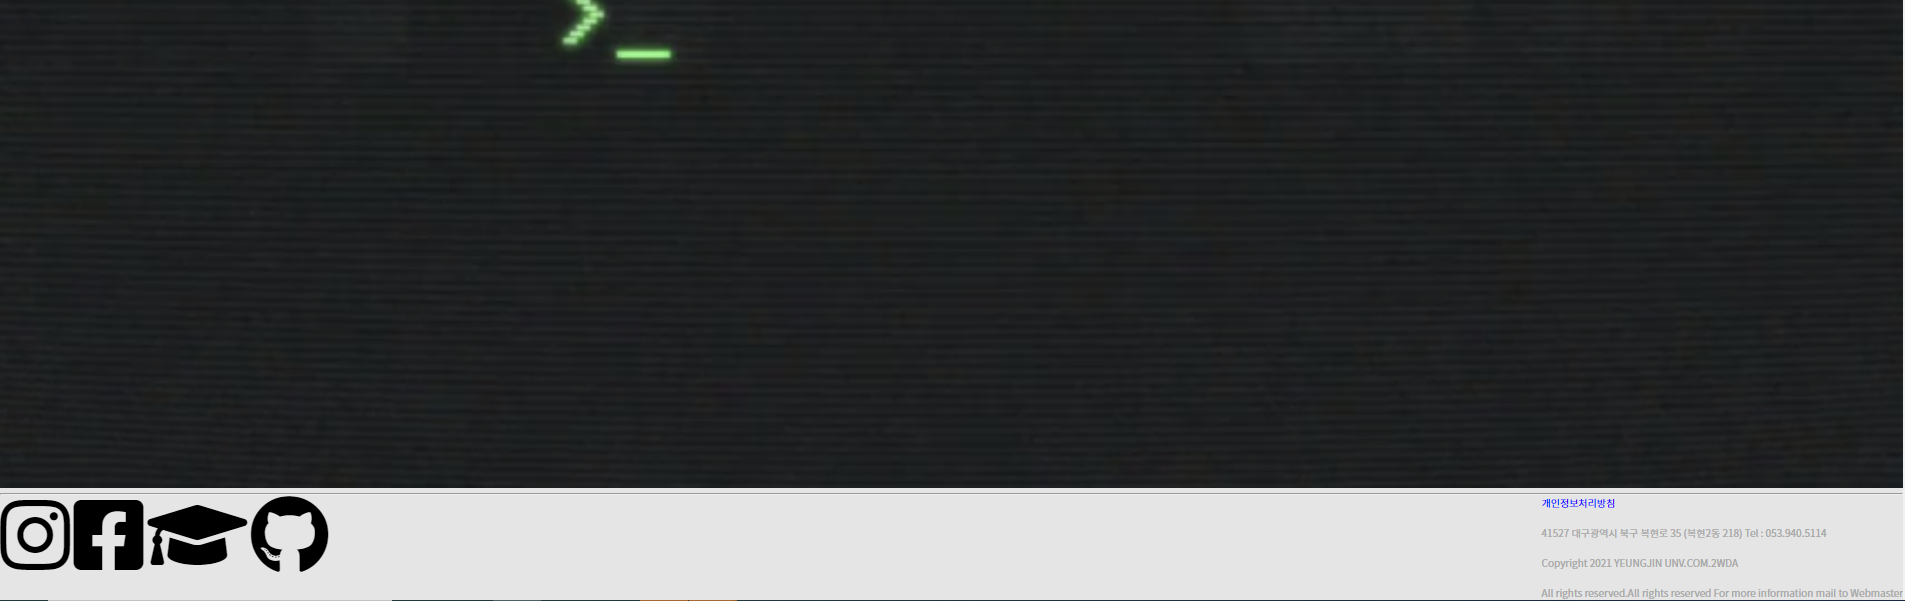 >_
개인정보처리방침
41527 대구광역시 북구 복현로 35 (복현2동 218) Tel : 053.940.5114
Copyright 2021 YEUNGJIN UNV.COM.2WDA
All rights reserved.All rights reserved For more information mail to Webmaster